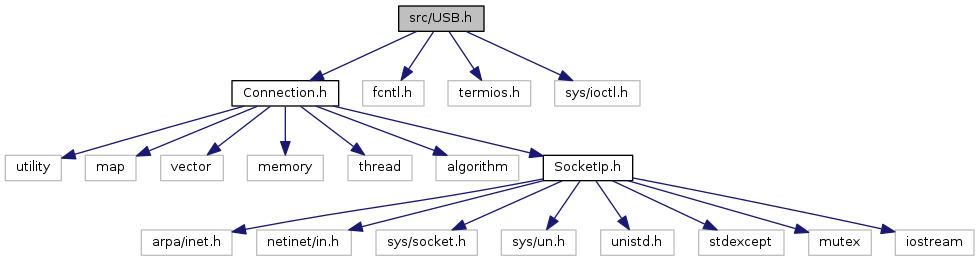 src/USB.h
Connection.h
fcntl.h
termios.h
sys/ioctl.h
utility
map
vector
memory
thread
algorithm
SocketIp.h
arpa/inet.h
netinet/in.h
sys/socket.h
sys/un.h
unistd.h
stdexcept
mutex
iostream